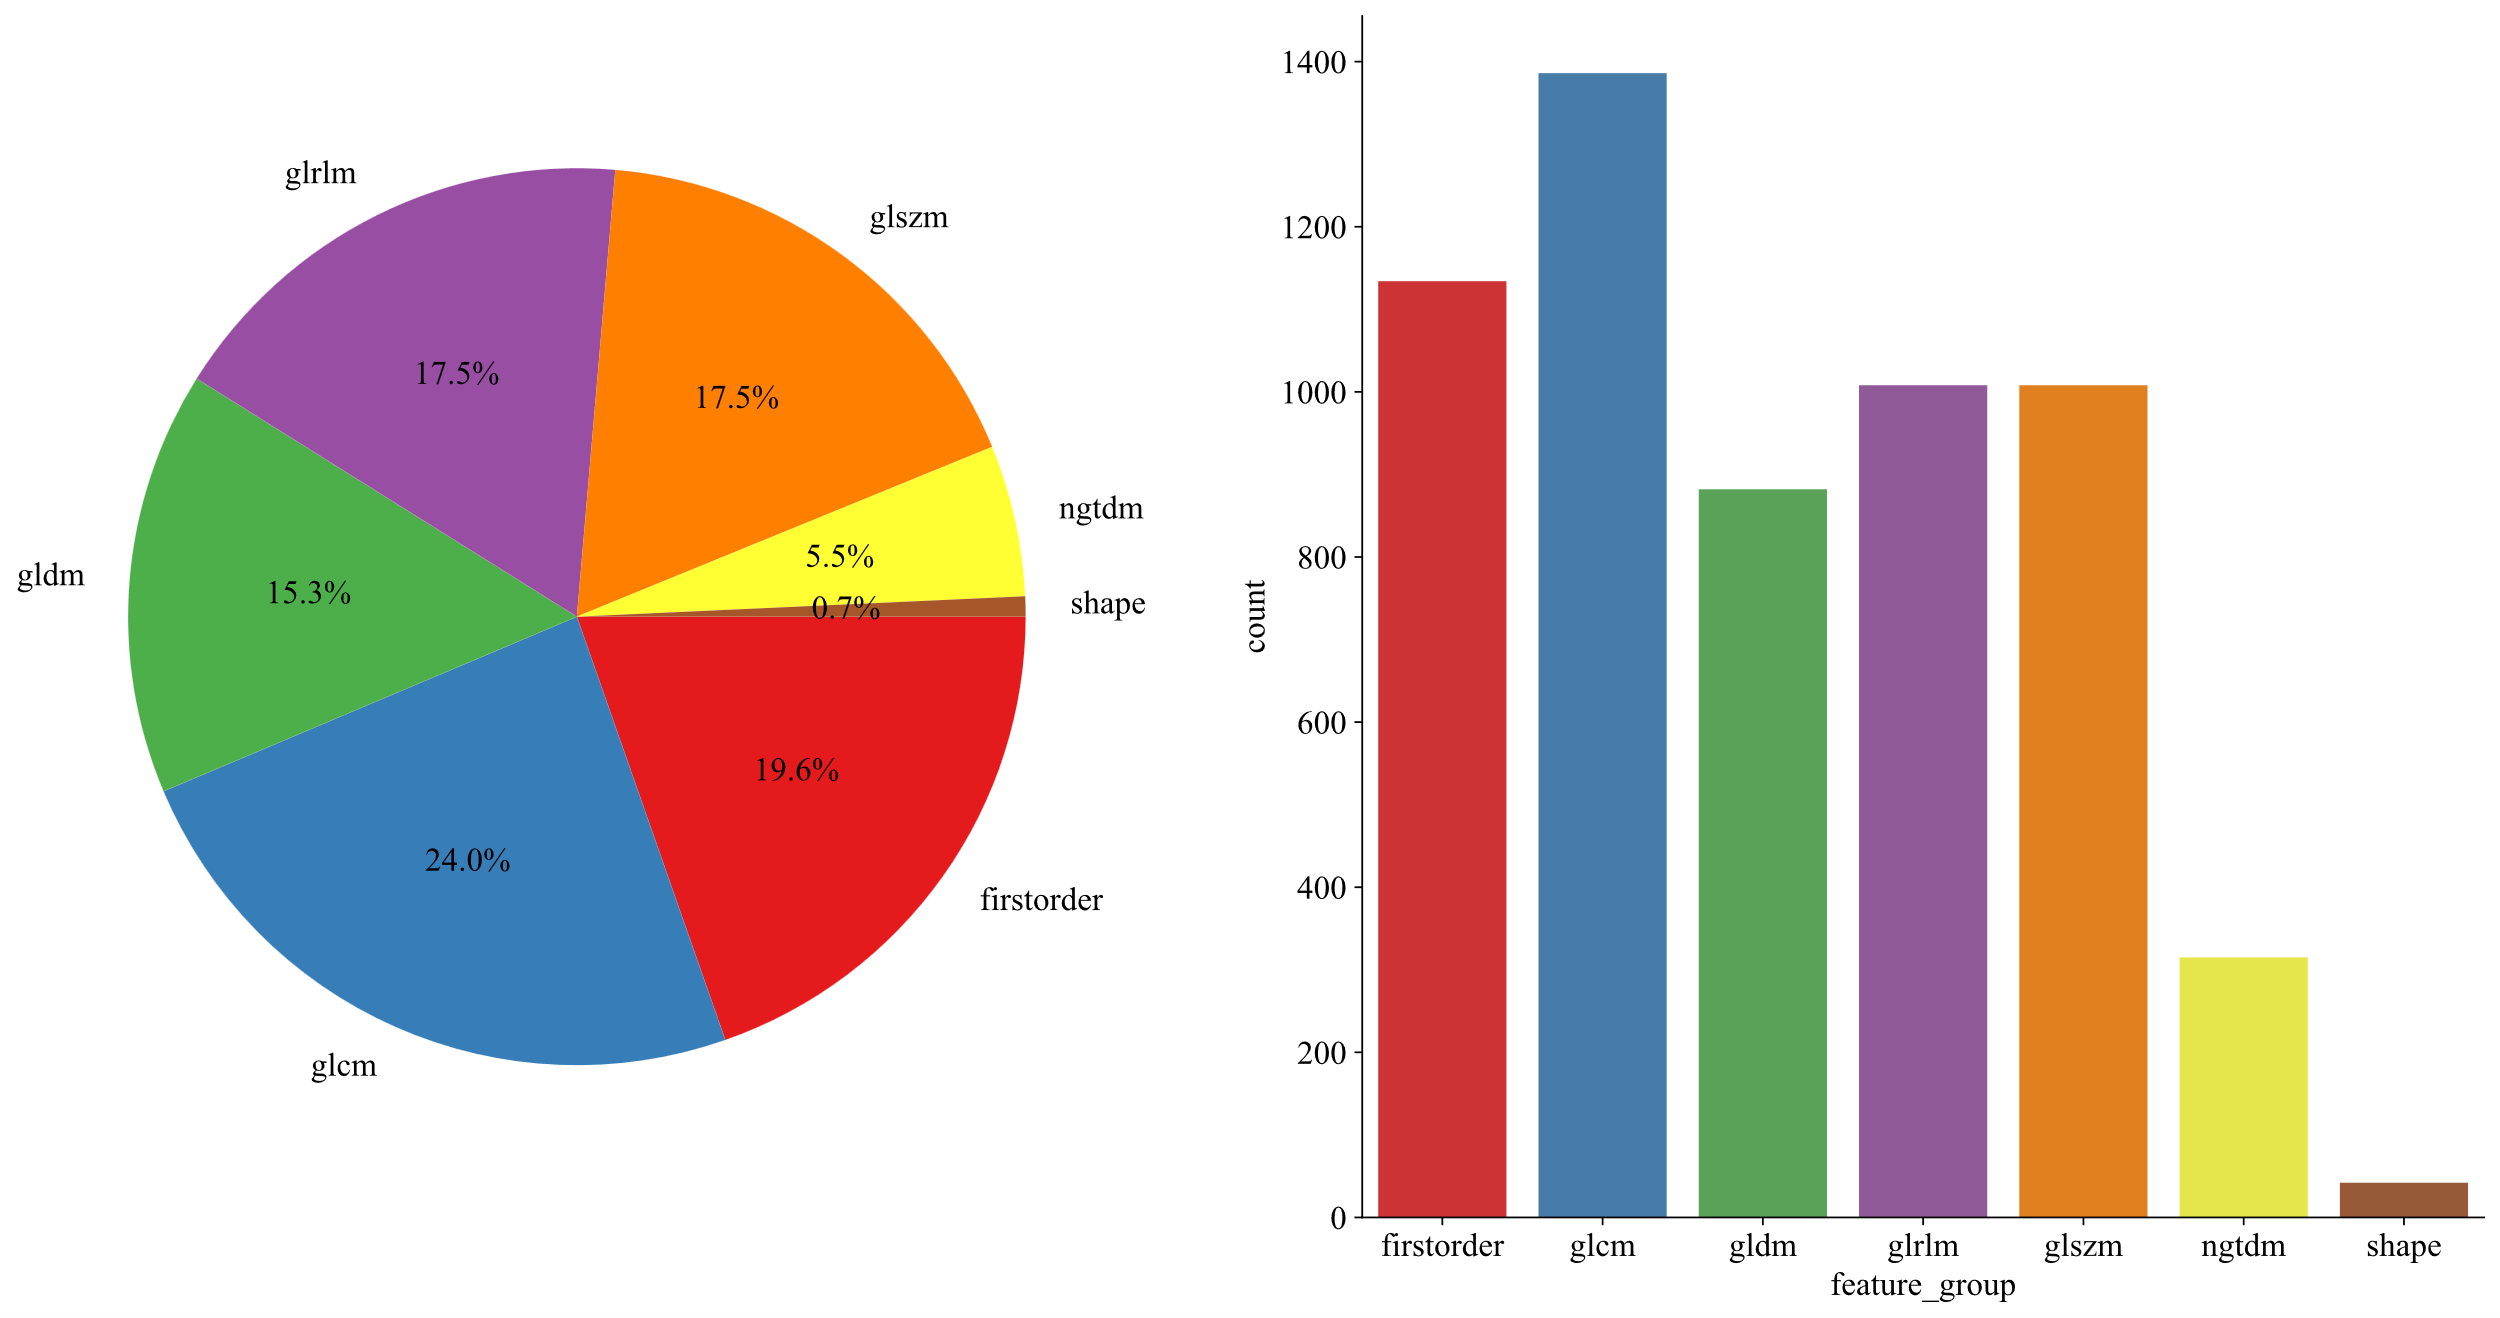 glrlm
glszm
17.5%
17.5%
ngtdm
5.5%
gldm
15.3%
0.7%
shape
19.6%
24.0%
firstorder
glcm
1400
1200
1000
800
600
400
200
0
count
firstorder glcm gldm glrlm glszm ngtdm shape
feature_group